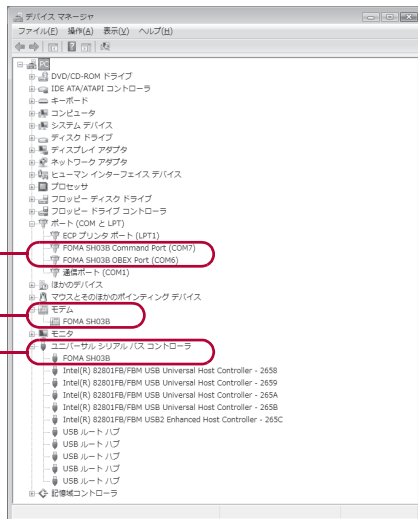 デバイス マネージャ
ファイル(F) 操作(A) 表示(V) ヘルプ(H)
PC
DVD/CD-ROM ドライブ
IDE ATA/ATAPI コントローラ
キーボード
コンピュータ
システム デバイス
ディスク ドライブ
ディスプレイ アダプタ
ネットワーク アダプタ
ヒューマン インターフェイス デバイス
プロセッサ
フロッピー ディスク ドライブ
フロッピー ドライブ コントローラ
ポート (COM と LPT)
ECP プリンタ ポート (LPT1)
FOMA SH03B Command Port (COM7)
FOMA SH03B OBEX Port (COM6)
通信ポート (COM1)
ほかのデバイス
マウスとそのほかのポインティング デバイス
モデム
FOMA SH03B
モニタ
ユニバーサル シリアル バス コントローラ
FOMA SH03B
Intel(R) 82801FB/FBM USB Universal Host Controller - 2658
Intel(R) 82801FB/FBM USB Universal Host Controller - 2659
Intel(R) 82801FB/FBM USB Universal Host Controller - 265A
Intel(R) 82801FB/FBM USB Universal Host Controller - 265B
Intel(R) 82801FB/FBM USB2 Enhanced Host Controller - 265C
USB ルート ハブ
USB ルート ハブ
USB ルート ハブ
USB ルート ハブ
USB ルート ハブ
記憶域コントローラ